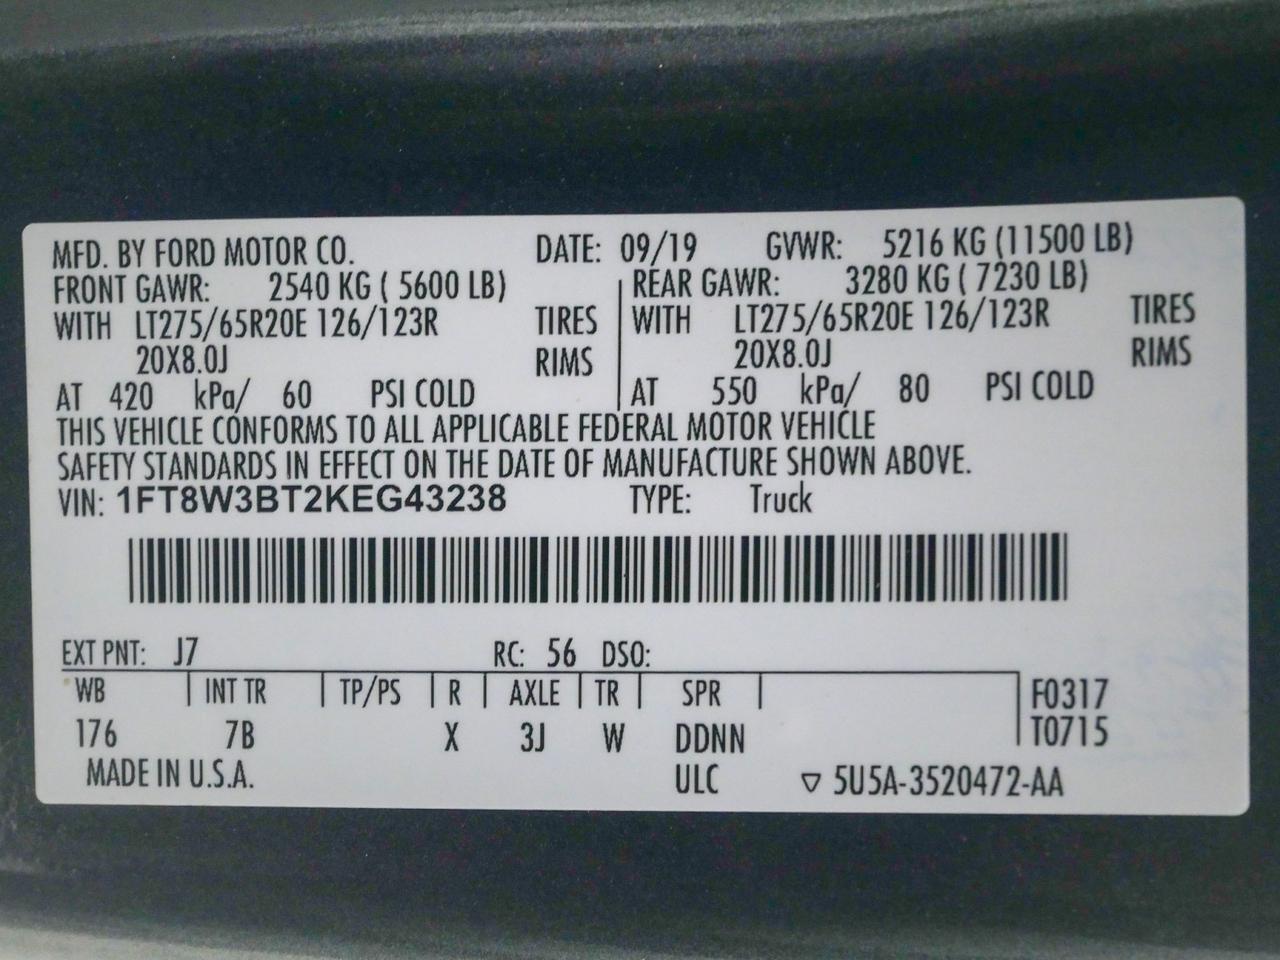 MFD. BY FORD MOTOR CO. DATE: 09/19 GVWR: 5216 KG (11500 LB)
FRONT GAWR: 2540 KG ( 5600 LB) REAR GAWR: 3280 KG ( 7230 LB)
WITH LT275/65R20E 126/123R TIRES WITH LT275/65R20E 126/123R TIRES
20X8.0J RIMS 20X8.0J RIMS
AT 420 kPa/ 60 PSI COLD AT 550 kPa/ 80 PSI COLD
THIS VEHICLE CONFORMS TO ALL APPLICABLE FEDERAL MOTOR VEHICLE
SAFETY STANDARDS IN EFFECT ON THE DATE OF MANUFACTURE SHOWN ABOVE.
VIN: 1FT8W3BT2KEG43238 TYPE: Truck
EXT PNT: J7 RC: 56 DSO:
WB INT TR TP/PS R AXLE TR SPR F0317
176 7B X 3J W DDNN T0715
MADE IN U.S.A. ULC ▽ 5U5A-3520472-AA